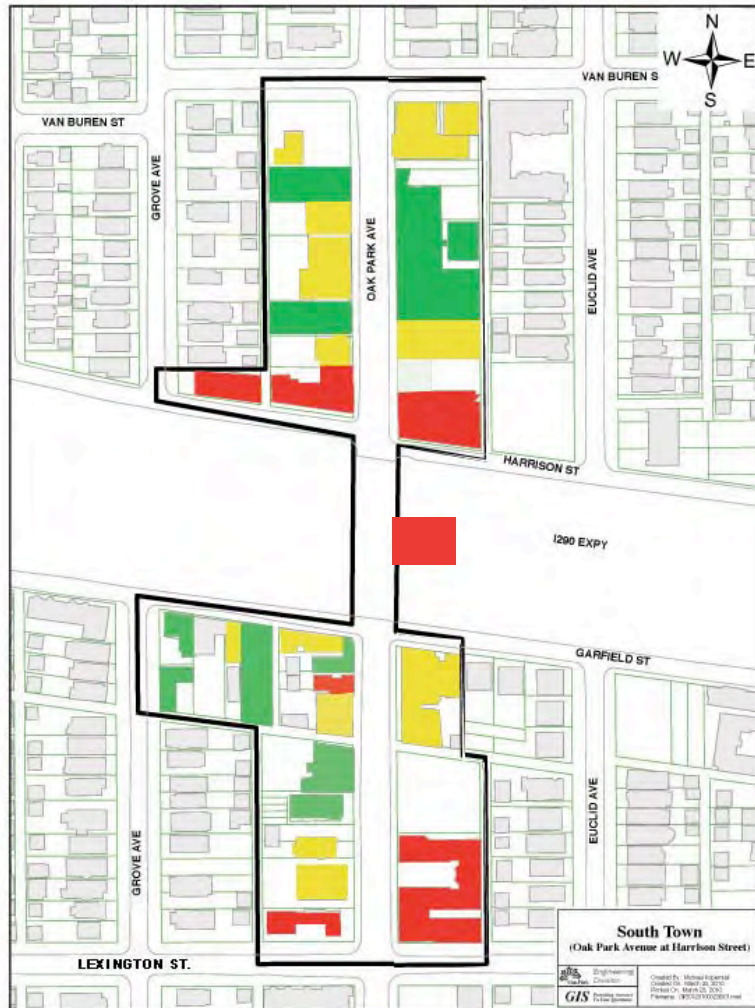 N
W E
S
VAN BUREN S
VAN BUREN ST
GROVE AVE
OAK PARK AVE
EUCLID AVE
HARRISON ST
I290 EXPY
GARFIELD ST
GROVE AVE
EUCLID AVE
LEXINGTON ST.
South Town
(Oak Park Avenue at Harrison Street)
Engineering
Division
GIS